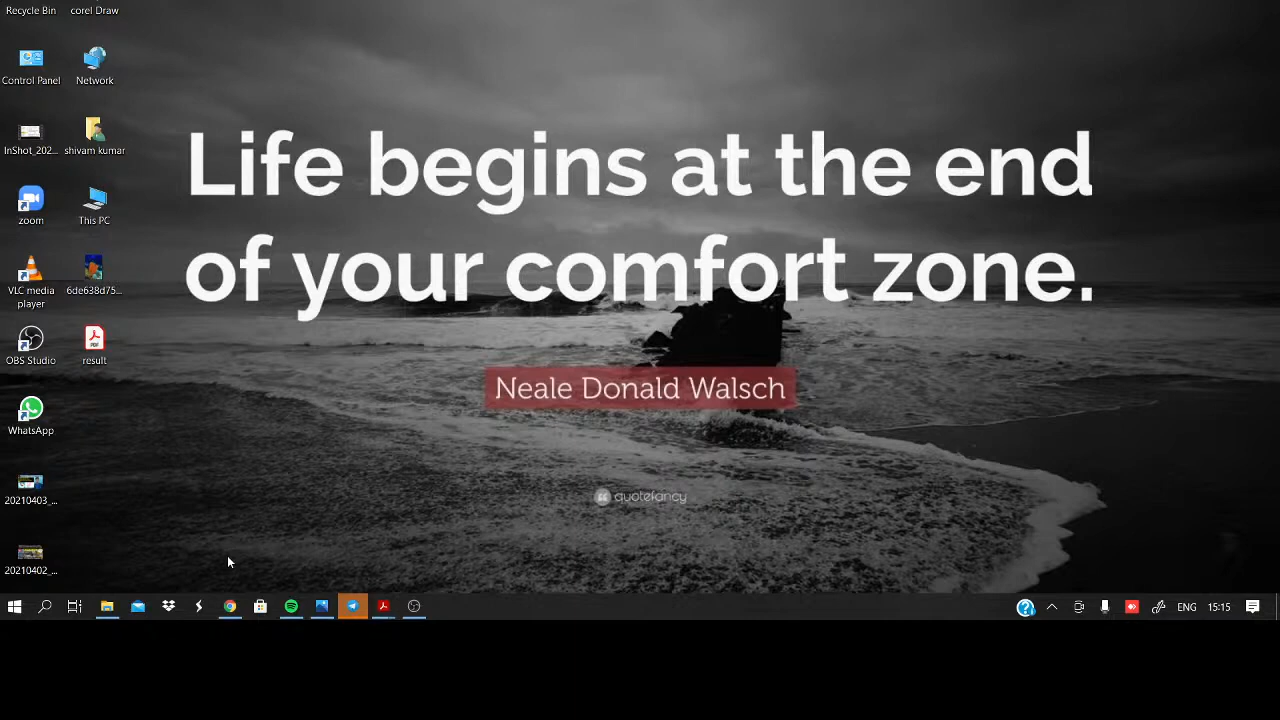 Recycle Bin
corel Draw
Control Panel
Network
InShot_202...
shivam kumar
zoom
This PC
VLC media
player
6de638d75...
OBS Studio
result
WhatsApp
20210403_...
20210402_...
Life begins at the end
of your comfort zone.
Neale Donald Walsch
quotefancy
ENG
15:15